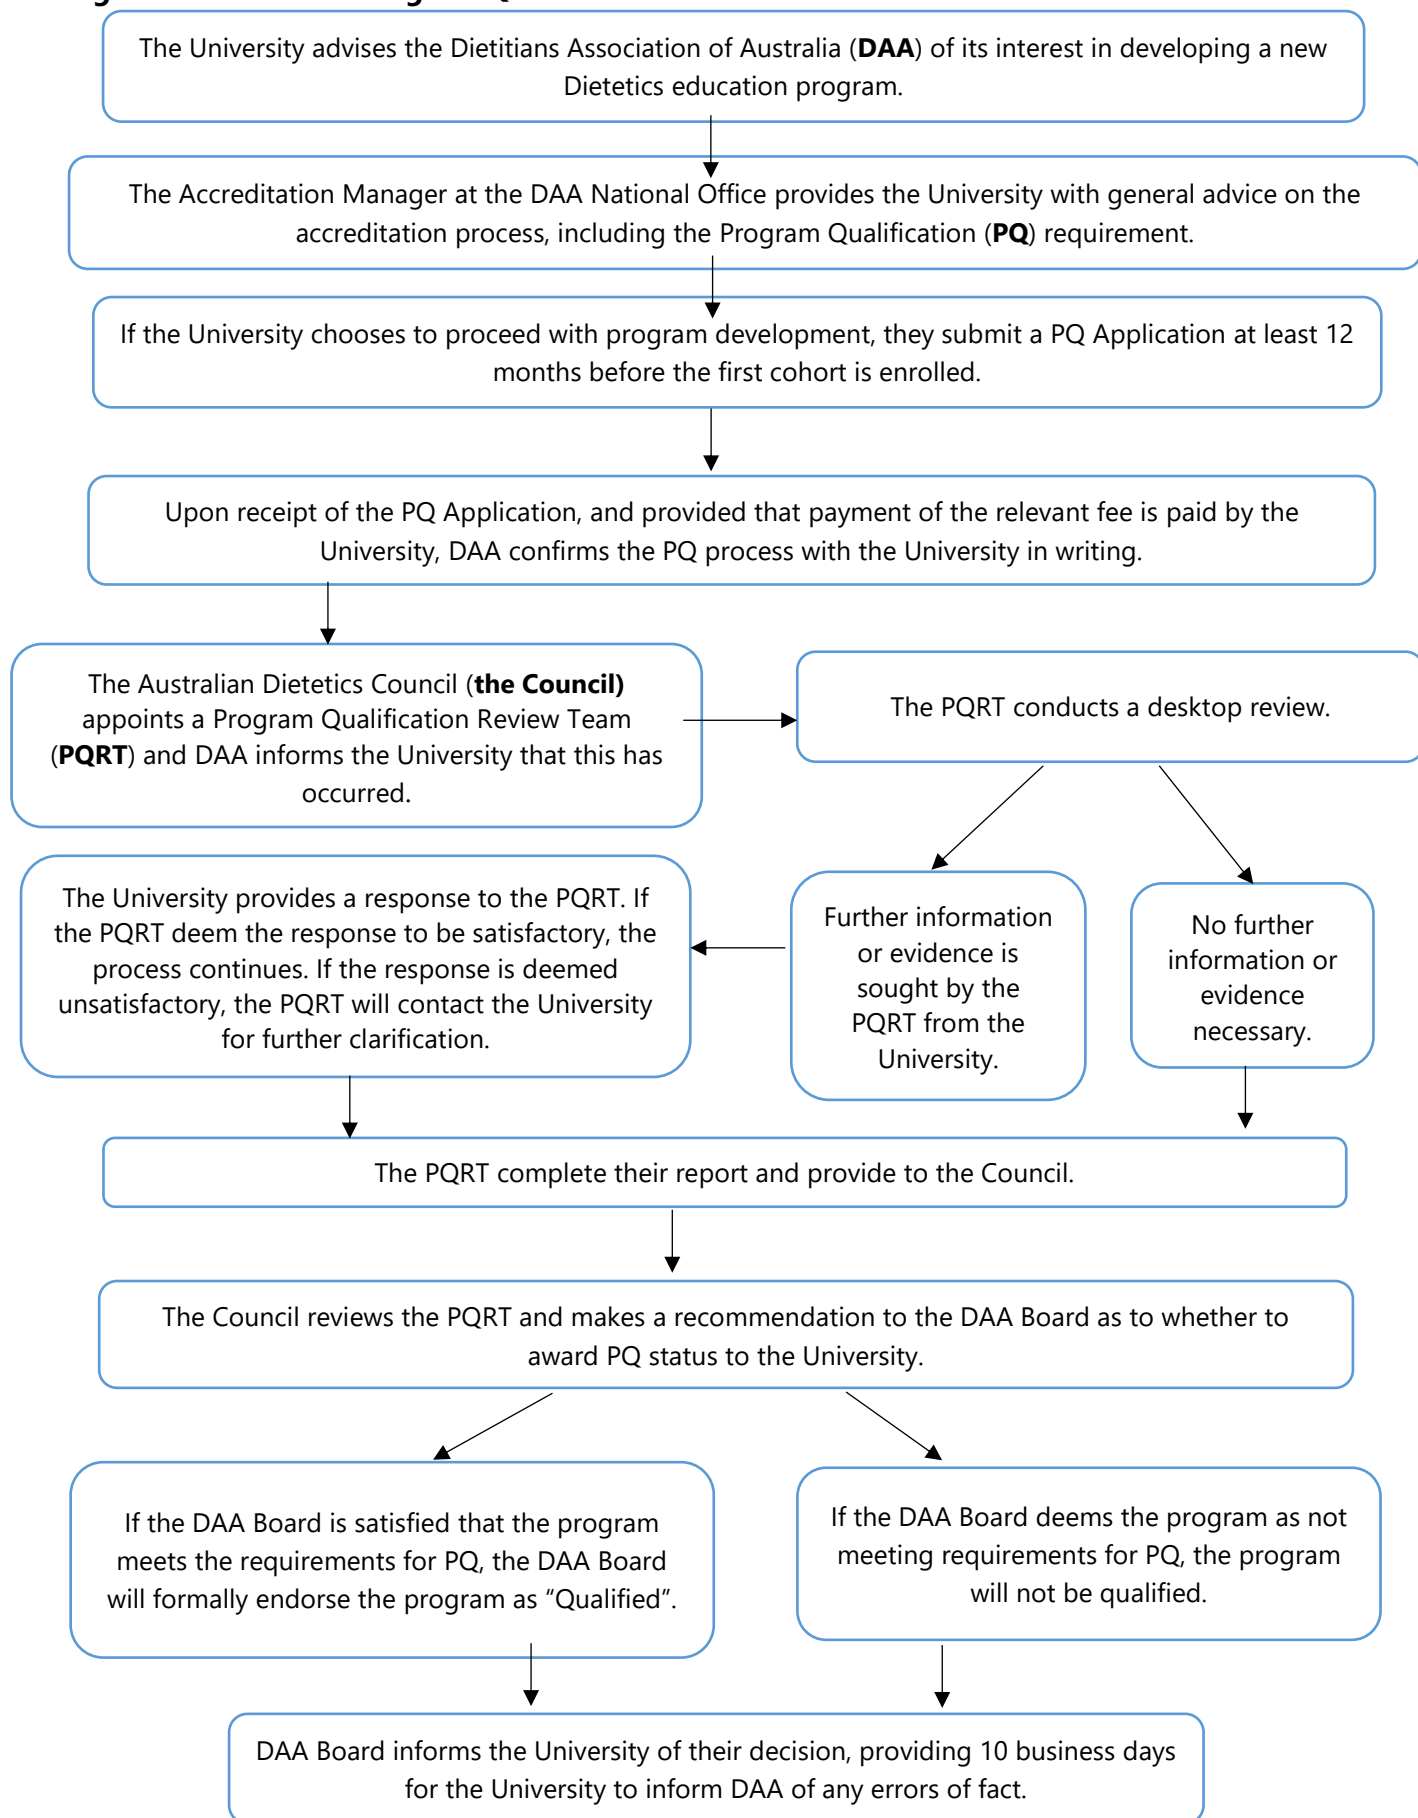 The University advises the Dietitians Association of Australia (DAA) of its interest in developing a new
Dietetics education program.
The Accreditation Manager at the DAA National Office provides the University with general advice on the
accreditation process, including the Program Qualification (PQ) requirement.
If the University chooses to proceed with program development, they submit a PQ Application at least 12
months before the first cohort is enrolled.
Upon receipt of the PQ Application, and provided that payment of the relevant fee is paid by the
University, DAA confirms the PQ process with the University in writing.
The Australian Dietetics Council (the Council)
appoints a Program Qualification Review Team
(PQRT) and DAA informs the University that this has
occurred.
The PQRT conducts a desktop review.
The University provides a response to the PQRT. If
the PQRT deem the response to be satisfactory, the
process continues. If the response is deemed
unsatisfactory, the PQRT will contact the University
for further clarification.
Further information
or evidence is
sought by the
PQRT from the
University.
No further
information or
evidence
necessary.
The PQRT complete their report and provide to the Council.
The Council reviews the PQRT and makes a recommendation to the DAA Board as to whether to
award PQ status to the University.
If the DAA Board is satisfied that the program
meets the requirements for PQ, the DAA Board
will formally endorse the program as “Qualified”.
If the DAA Board deems the program as not
meeting requirements for PQ, the program
will not be qualified.
DAA Board informs the University of their decision, providing 10 business days
for the University to inform DAA of any errors of fact.